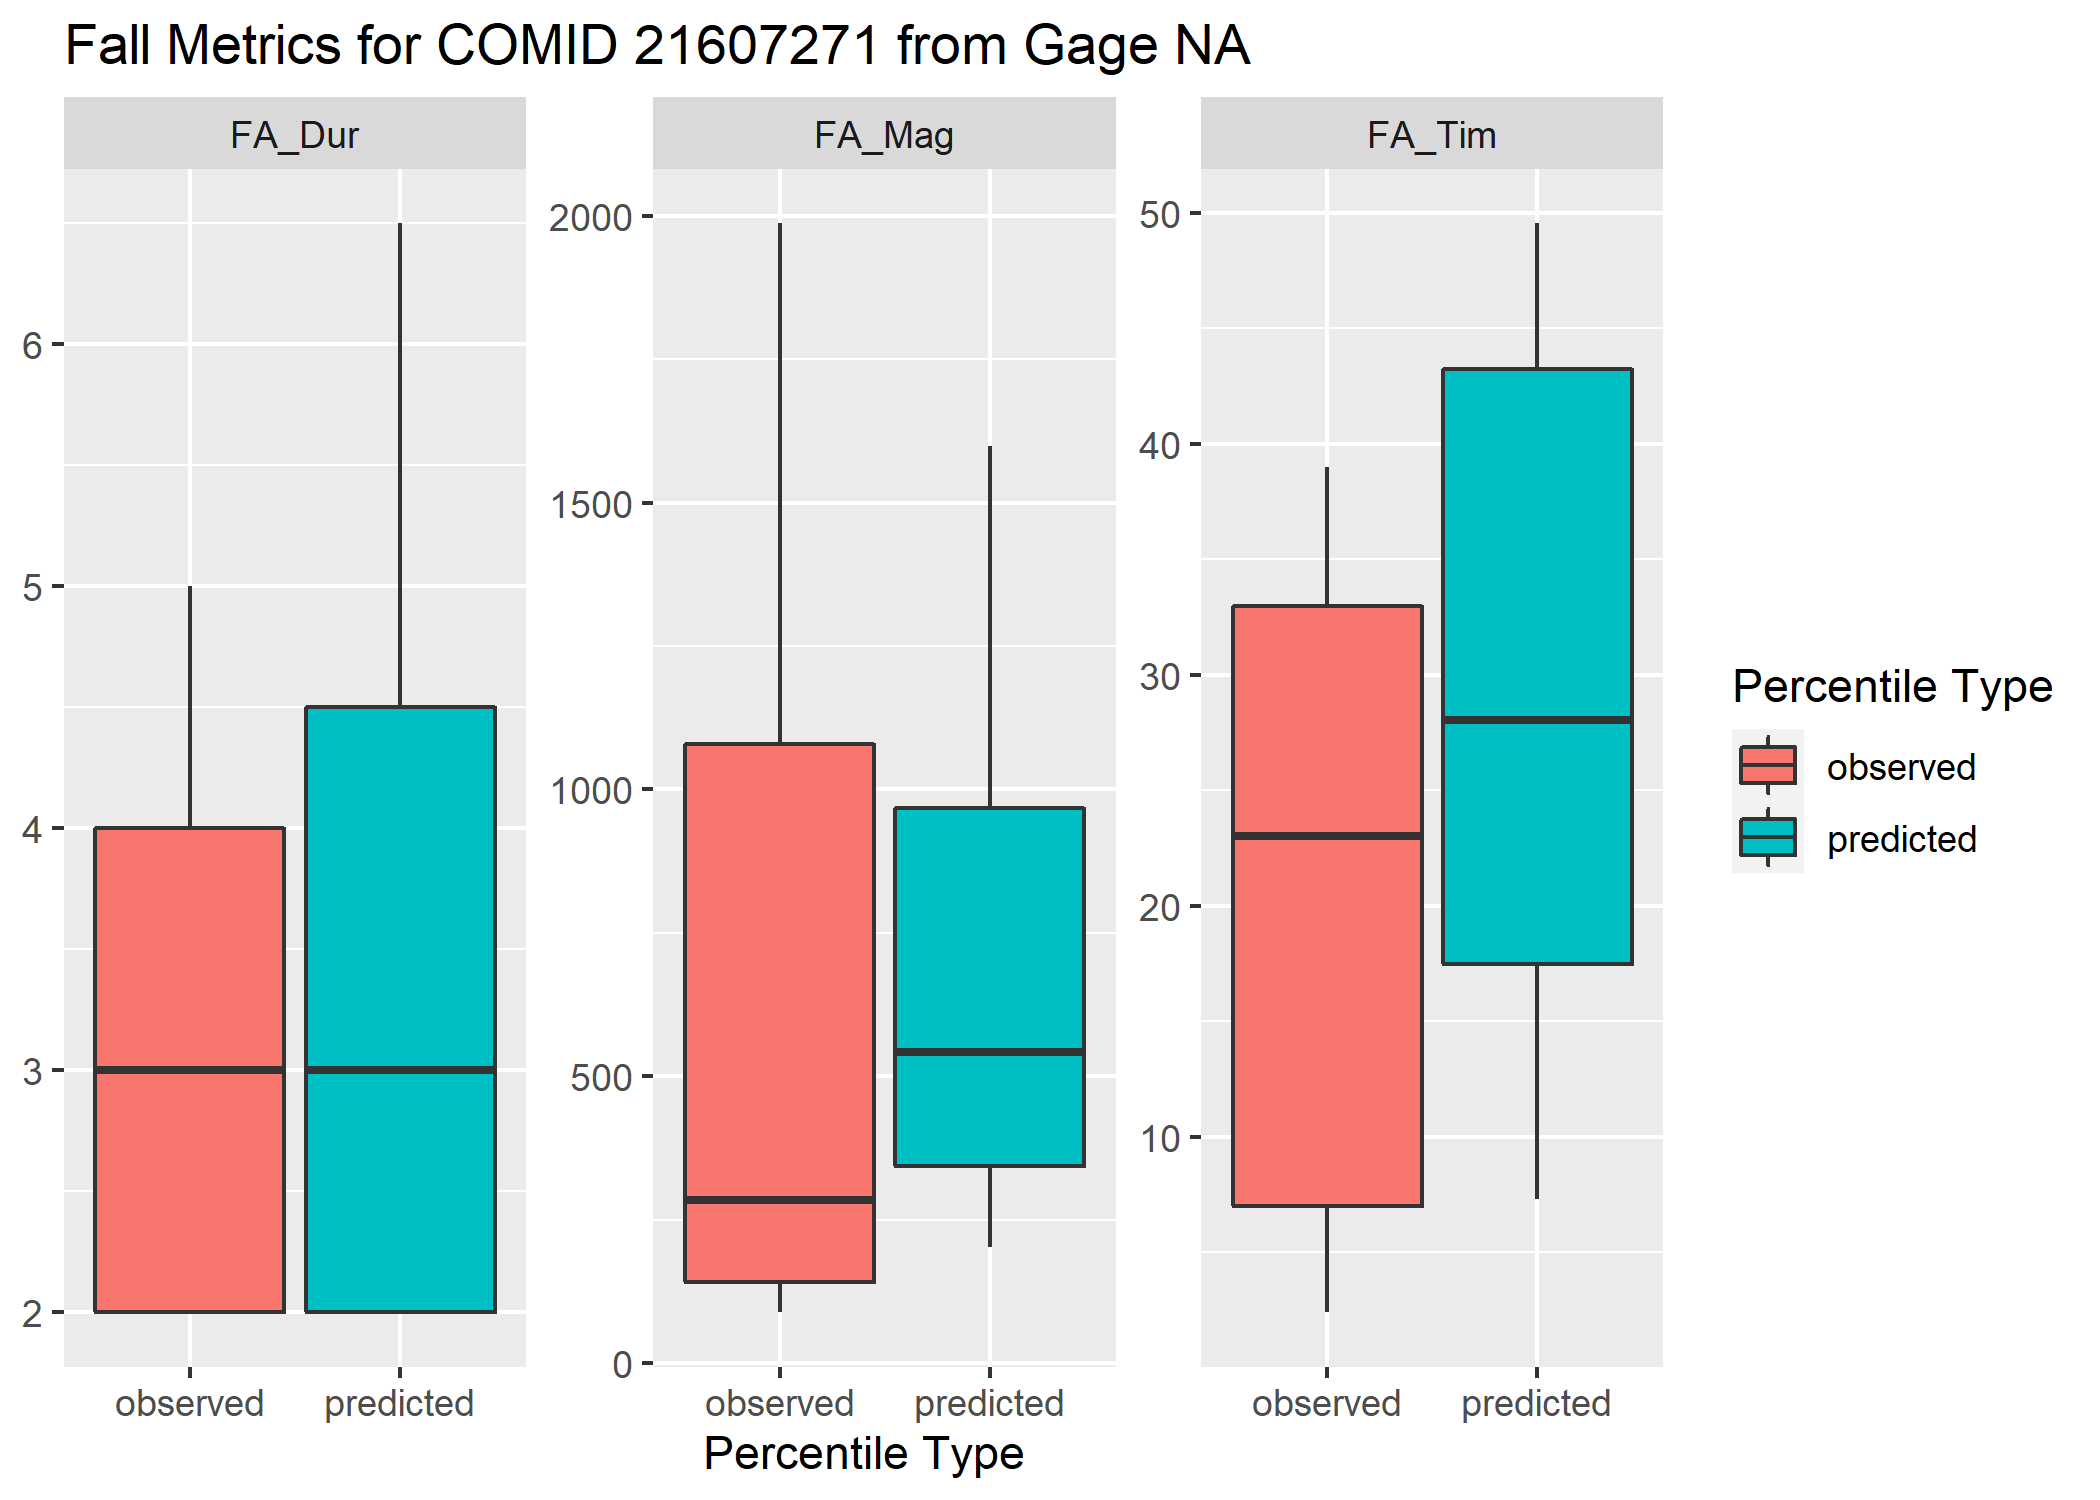 Fall Metrics for COMID 21607271 from Gage NA
FA_Dur
FA_Mag
FA_Tim
6
5
4
3
2
2000
1500
1000
500
0
50
40
30
20
10
observed predicted
observed predicted
observed predicted
Percentile Type
Percentile Type
observed
predicted